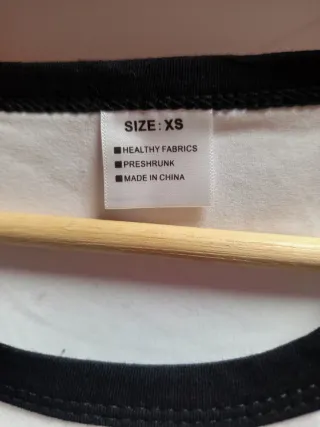 SIZE: XS
■HEALTHY FABRICS
■PRESHRUNK
■MADE IN CHINA